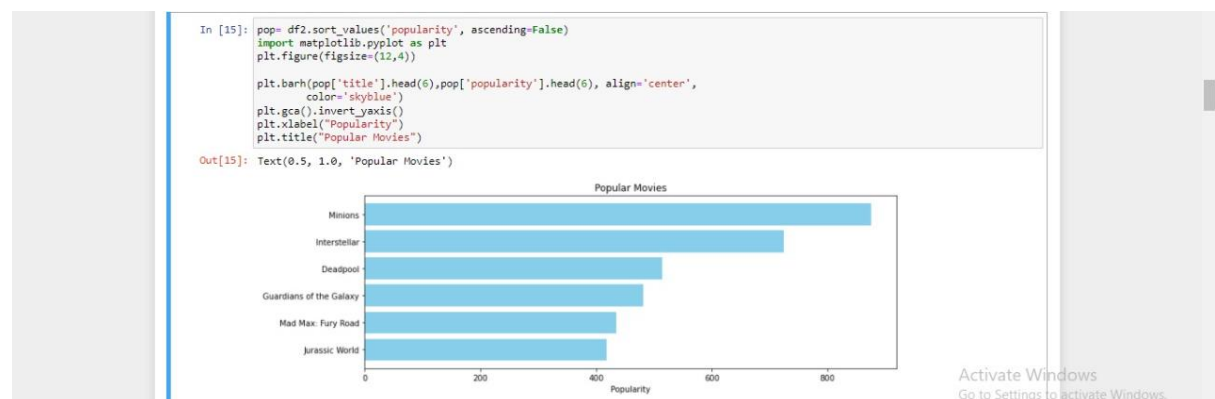 In [15]: pop= df2.sort_values('popularity', ascending=False)
import matplotlib.pyplot as plt
plt.figure(figsize=(12,4))
plt.barh(pop['title'].head(6),pop['popularity'].head(6), align='center',
color='skyblue')
plt.gca().invert_yaxis()
plt.xlabel("Popularity")
plt.title("Popular Movies")
Out[15]: Text(0.5, 1.0, 'Popular Movies')
Popular Movies
Minions
Interstellar
Deadpool
Guardians of the Galaxy
Mad Max: Fury Road
Jurassic World
0 200 400 600 800
Popularity
Activate Windows
Go to Settings to activate Windows.